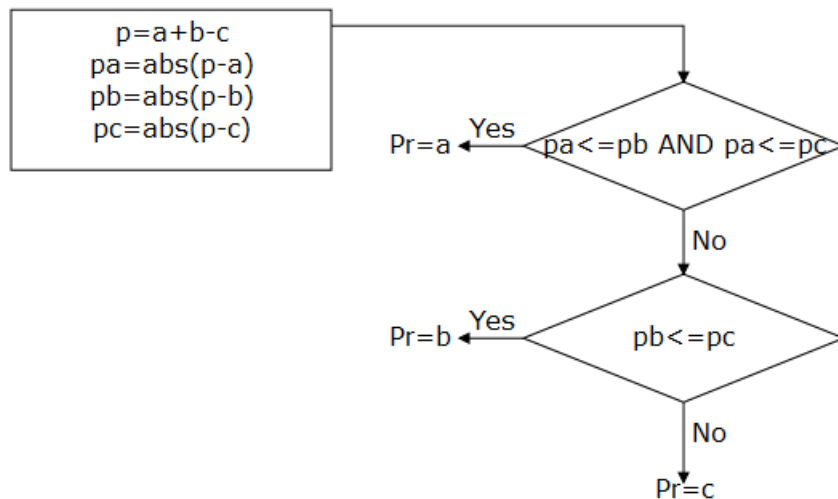 p=a+b-c
pa=abs(p-a)
pb=abs(p-b)
pc=abs(p-c)
Yes
Pr=a
pa<=pb AND pa<=pc
No
Yes
Pr=b
pb<=pc
No
Pr=c